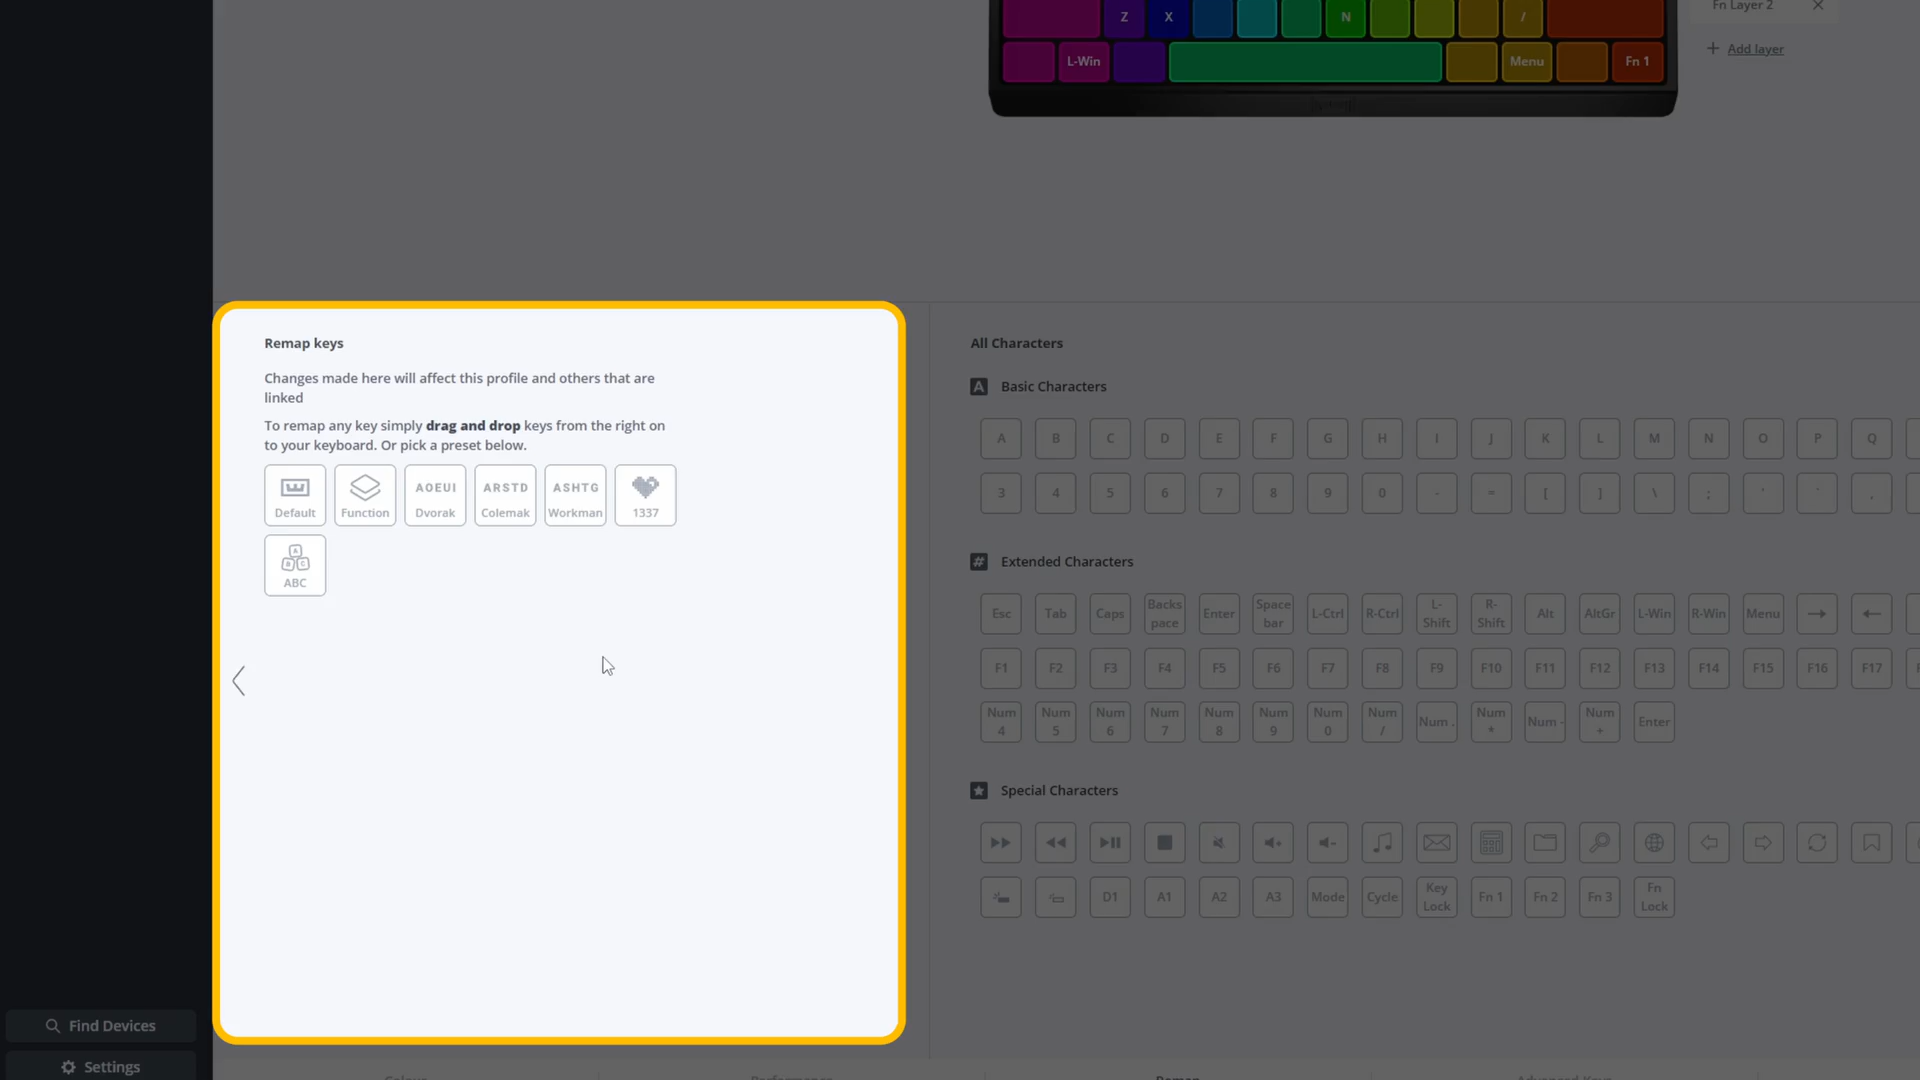 Fn Layer 2
Z X N /
Add layer
L-Win Menu Fn 1
Remap keys
Changes made here will affect this profile and others that are
linked
To remap any key simply drag and drop keys from the right on
to your keyboard. Or pick a preset below.
Default
Function
AOEUI
Dvorak
ARSTD
Colemak
ASHTG
Workman
1337
A
B C
ABC
All Characters
A Basic Characters
A B C D E F G H I J K L M N O P Q
3 4 5 6 7 8 9 0 - = [ ] \ ; ' ` ,
# Extended Characters
Esc Tab Caps Backs
pace Enter Space
bar L-Ctrl R-Ctrl L-
Shift R-
Shift Alt AltGr L-Win R-Win Menu → ←
F1 F2 F3 F4 F5 F6 F7 F8 F9 F10 F11 F12 F13 F14 F15 F16 F17
Num
4 Num
5 Num
6 Num
7 Num
8 Num
9 Num
0 Num
/ Num . Num
* Num - Num
+ Enter
Special Characters
D1 A1 A2 A3 Mode Cycle Key
Lock Fn 1 Fn 2 Fn 3 Fn
Lock
Find Devices
Settings
Colour Performance Remap Advanced Keys